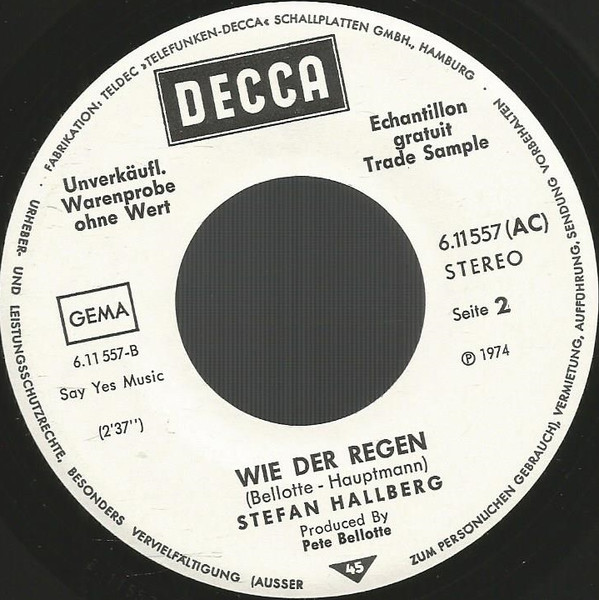 · FABRIKATION: TELDEC »TELEFUNKEN-DECCA« SCHALLPLATTEN GMBH., HAMBURG ·
DECCA
Unverkäufl.
Warenprobe
ohne Wert
Echantillon
gratuit
Trade Sample
6.11557 (AC)
STEREO
Seite 2
℗ 1974
GEMA
6.11 557-B
Say Yes Music
(2'37'')
WIE DER REGEN
(Bellotte - Hauptmann)
STEFAN HALLBERG
Produced By
Pete Bellotte
45
URHEBER- UND LEISTUNGSSCHUTZRECHTE, BESONDERS VERVIELFÄLTIGUNG (AUSSER ZUM PERSÖNLICHEN GEBRAUCH), VERMIETUNG, AUFFÜHRUNG, SENDUNG VORBEHALTEN